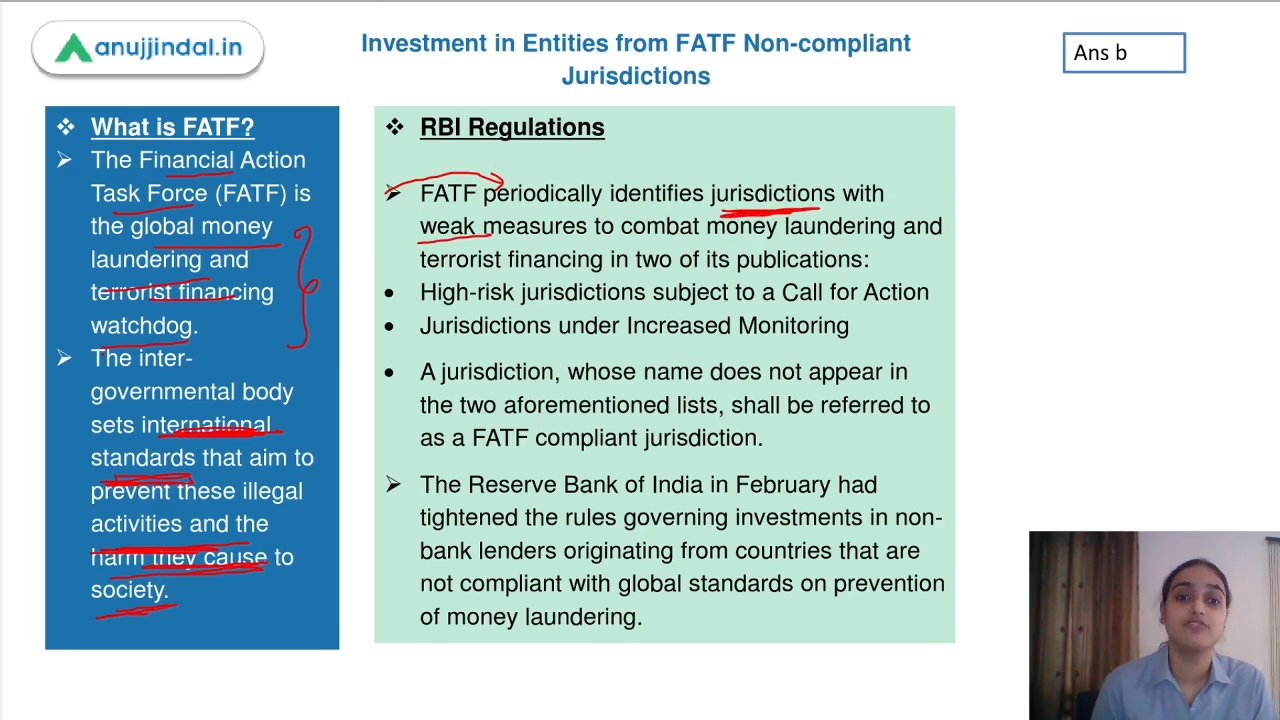 anujjindal.in
Investment in Entities from FATF Non-compliant
Jurisdictions
Ans b
❖ What is FATF?
➢ The Financial Action
Task Force (FATF) is
the global money
laundering and
terrorist financing
watchdog.
➢ The inter-
governmental body
sets international
standards that aim to
prevent these illegal
activities and the
harm they cause to
society.
❖ RBI Regulations
➢ FATF periodically identifies jurisdictions with
weak measures to combat money laundering and
terrorist financing in two of its publications:
• High-risk jurisdictions subject to a Call for Action
• Jurisdictions under Increased Monitoring
• A jurisdiction, whose name does not appear in
the two aforementioned lists, shall be referred to
as a FATF compliant jurisdiction.
➢ The Reserve Bank of India in February had
tightened the rules governing investments in non-
bank lenders originating from countries that are
not compliant with global standards on prevention
of money laundering.